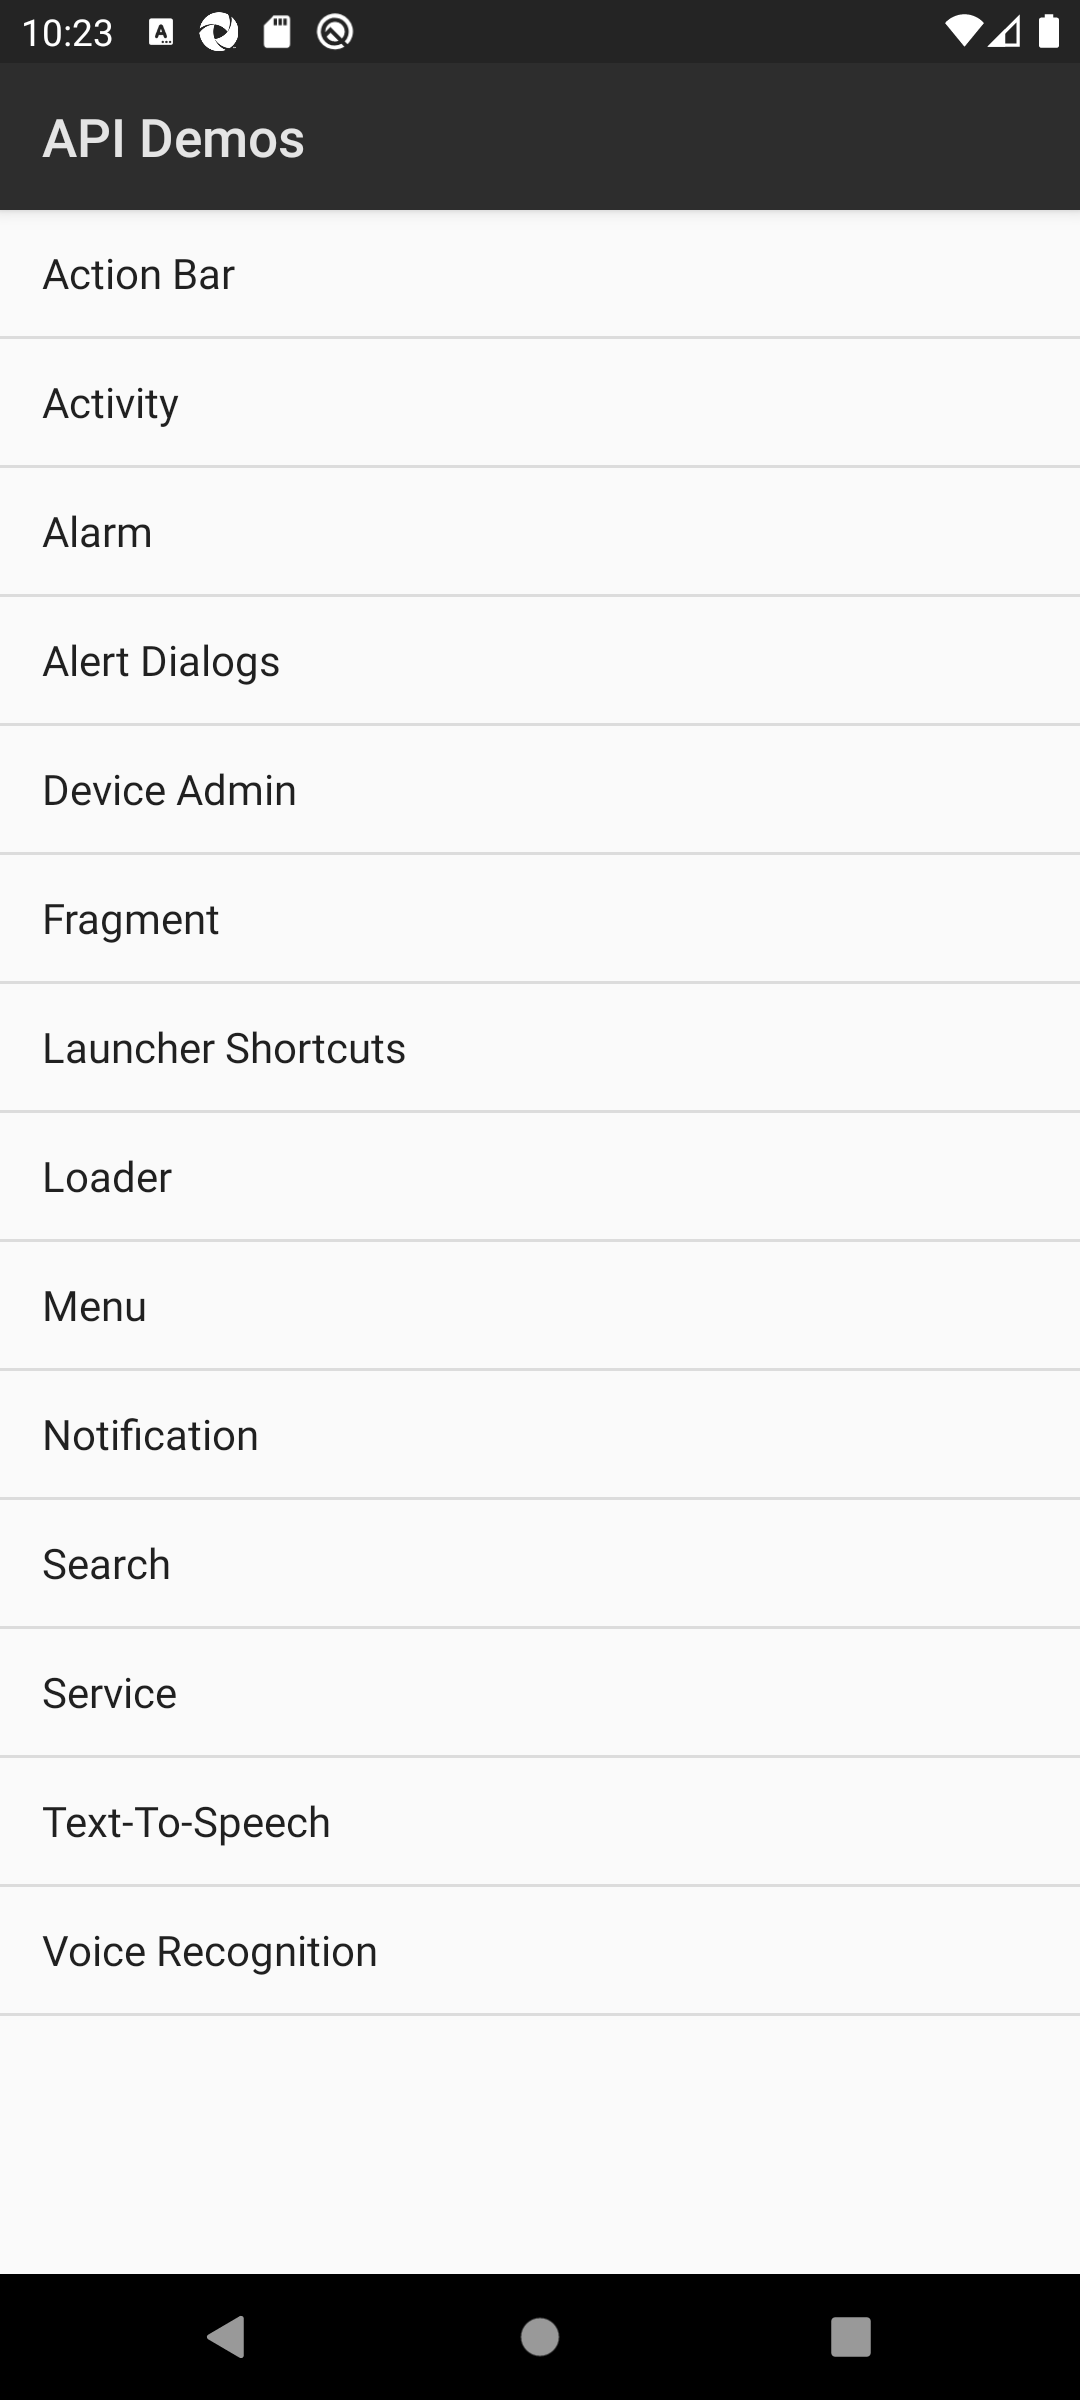 10:23
API Demos
Action Bar
Activity
Alarm
Alert Dialogs
Device Admin
Fragment
Launcher Shortcuts
Loader
Menu
Notification
Search
Service
Text-To-Speech
Voice Recognition